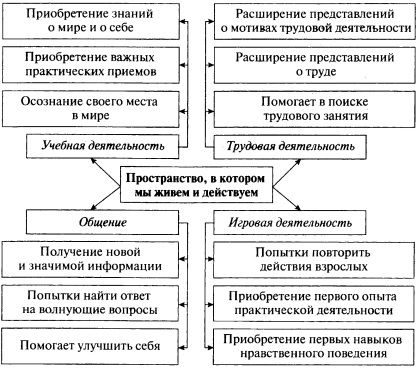 Приобретение знаний
о мире и о себе
Приобретение важных
практических приемов
Осознание своего места
в мире
Учебная деятельность
Расширение представлений
о мотивах трудовой деятельности
Расширение представлений
о труде
Помогает в поиске
трудового занятия
Трудовая деятельность
Пространство, в котором
мы живем и действуем
Общение
Получение новой
и значимой информации
Попытки найти ответ
на волнующие вопросы
Помогает улучшить себя
Игровая деятельность
Попытки повторить
действия взрослых
Приобретение первого опыта
практической деятельности
Приобретение первых навыков
нравственного поведения